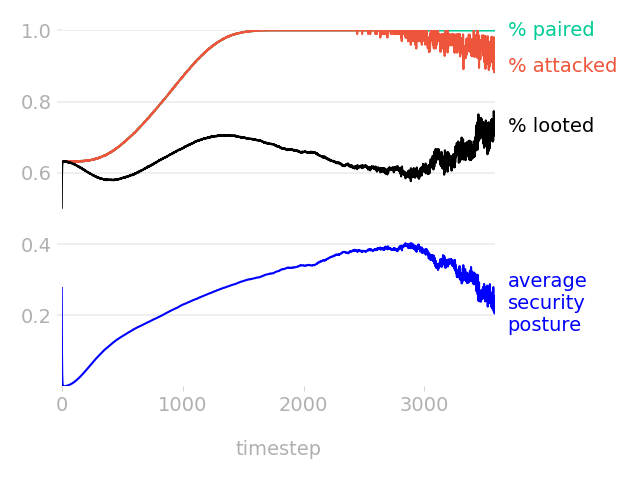 1.0
% paired
% attacked
0.8
% looted
0.6
0.4
average
security
posture
0.2
0
1000
2000
3000
timestep